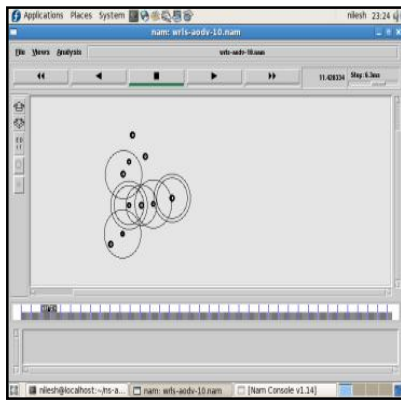 Applications Places System nilesh 23:24
nam: wrls-aodv-10.nam
File Views Analysis wrls-aodv-10.nam
11.428334 Step: 6.3ms
nilesh@localhost:~/ns-a... nam: wrls-aodv-10.nam [Nam Console v1.14]